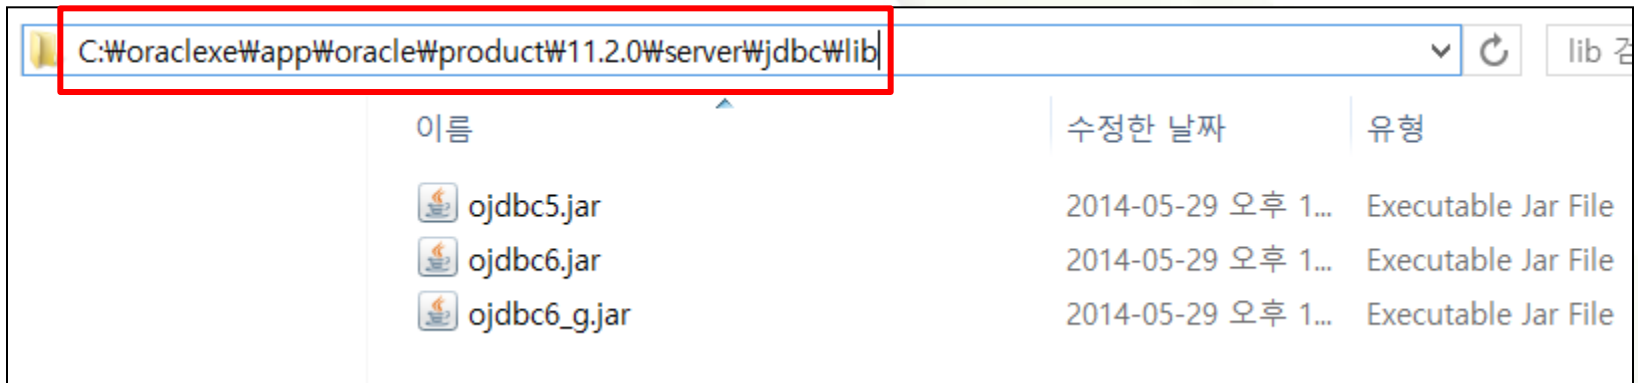 C:₩oraclexe₩app₩oracle₩product₩11.2.0₩server₩jdbc₩lib lib 검
이름 수정한 날짜 유형
ojdbc5.jar 2014-05-29 오후 1... Executable Jar File
ojdbc6.jar 2014-05-29 오후 1... Executable Jar File
ojdbc6_g.jar 2014-05-29 오후 1... Executable Jar File